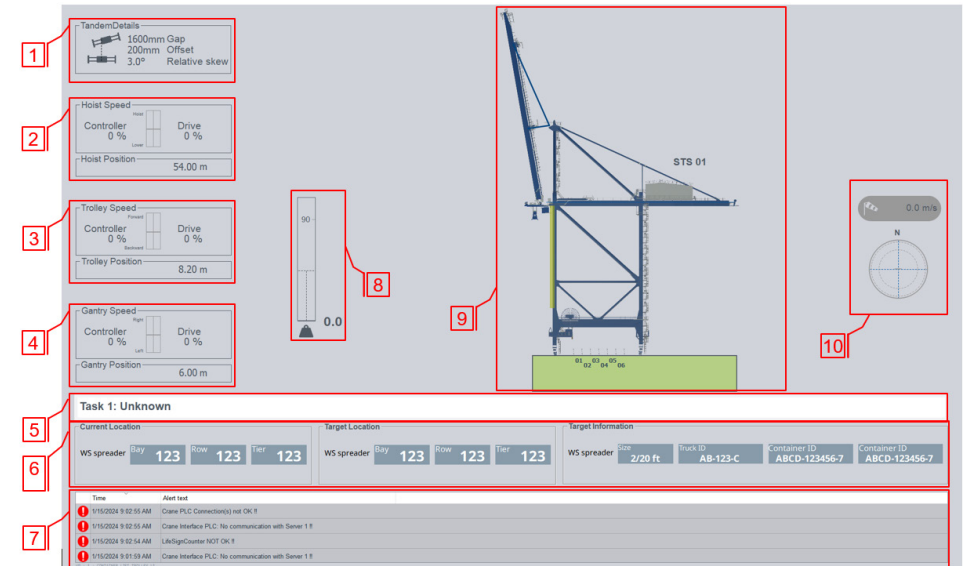 TandemDetails
1600mm Gap
200mm Offset
3.0° Relative skew
1
Hoist Speed
Hoist
Controller Drive
0 % 0 %
Lower
Hoist Position
54.00 m
2
Trolley Speed
Forward
Controller Drive
0 % 0 %
Backward
Trolley Position
8.20 m
3
Gantry Speed
Right
Controller Drive
0 % 0 %
Left
Gantry Position
6.00 m
4
90
0.0
8
STS 01
01 03 05
02 04 06
9
0.0 m/s
N
10
Task 1: Unknown
5
Current Location
WS spreader Bay 123 Row 123 Tier 123
Target Location
WS spreader Bay 123 Row 123 Tier 123
Target Information
WS spreader Size 2/20 ft Truck ID AB-123-C Container ID ABCD-123456-7 Container ID ABCD-123456-7
6
Time Alert text
1/15/2024 9:02:55 AM Crane PLC Connection(s) not OK !!
1/15/2024 9:02:55 AM Crane Interface PLC: No communication with Server 1 !!
1/15/2024 9:02:54 AM LifeSignCounter NOT OK !!
1/15/2024 9:01:59 AM Crane Interface PLC: No communication with Server 1 !!
7